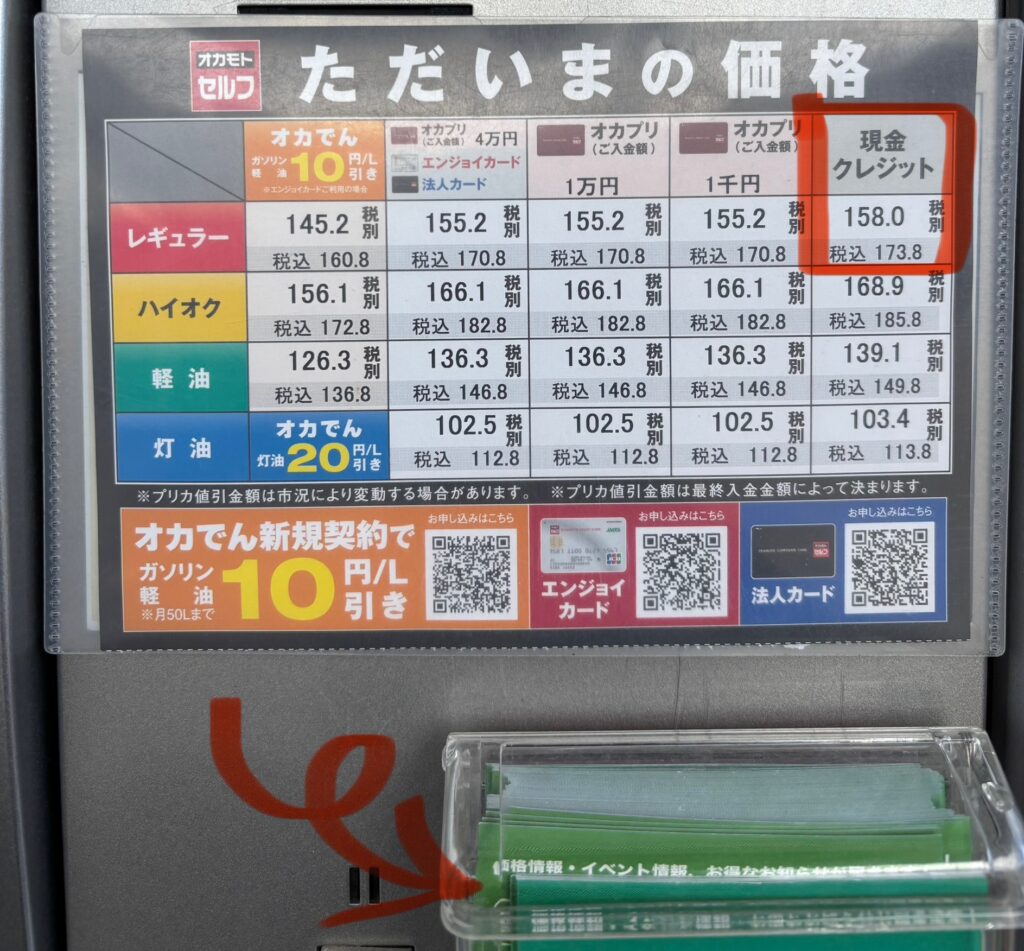 オカモト
セルフ
ただいまの価格
オカでん
ガソリン
軽油
10円/L引き
※エンジョイカードご利用の場合
オカプリ
(ご入金額) 4万円
エンジョイカード
法人カード
オカプリ
(ご入金額)
1万円
オカプリ
(ご入金額)
1千円
現金
クレジット
レギュラー
145.2 税別
税込 160.8
155.2 税別
税込 170.8
155.2 税別
税込 170.8
155.2 税別
税込 170.8
158.0 税別
税込 173.8
ハイオク
156.1 税別
税込 172.8
166.1 税別
税込 182.8
166.1 税別
税込 182.8
166.1 税別
税込 182.8
168.9 税別
税込 185.8
軽油
126.3 税別
税込 136.8
136.3 税別
税込 146.8
136.3 税別
税込 146.8
136.3 税別
税込 146.8
139.1 税別
税込 149.8
灯油
オカでん
灯油20円/L引き
102.5 税別
税込 112.8
102.5 税別
税込 112.8
102.5 税別
税込 112.8
103.4 税別
税込 113.8
※プリカ値引金額は市況により変動する場合があります。 ※プリカ値引金額は最終入金金額によって決まります。
オカでん新規契約で
ガソリン
軽油
※月50Lまで
10円/L引き
お申し込みはこちら
エンジョイ
カード
お申し込みはこちら
法人カード
お申し込みはこちら
価格情報・イベント情報、お得なお知らせが